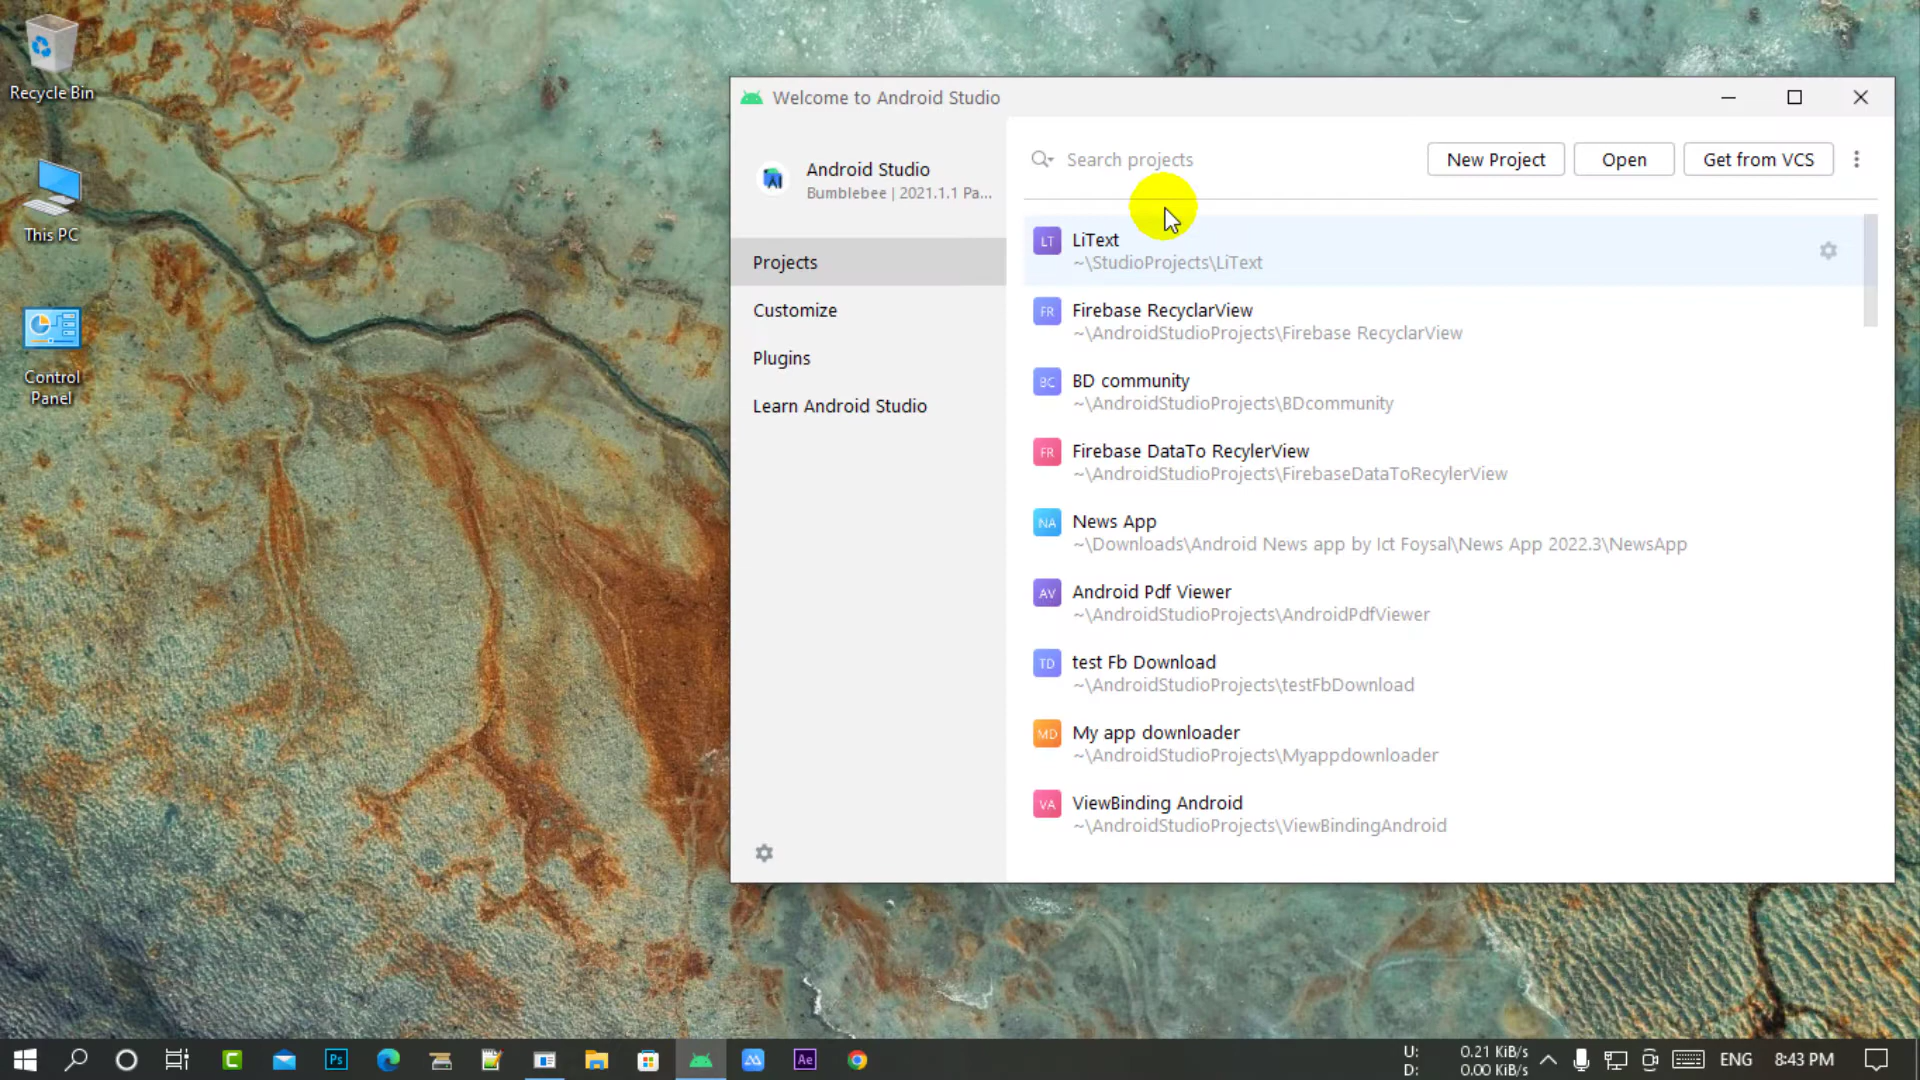 Recycle Bin
This PC
Control
Panel
Welcome to Android Studio
Android Studio
Bumblebee | 2021.1.1 Pa...
Projects
Customize
Plugins
Learn Android Studio
Search projects
New Project
Open
Get from VCS
LT
LiText
~\StudioProjects\LiText
FR
Firebase RecyclarView
~\AndroidStudioProjects\Firebase RecyclarView
BC
BD community
~\AndroidStudioProjects\BDcommunity
FR
Firebase DataTo RecylerView
~\AndroidStudioProjects\FirebaseDataToRecylerView
NA
News App
~\Downloads\Android News app by Ict Foysal\News App 2022.3\NewsApp
AV
Android Pdf Viewer
~\AndroidStudioProjects\AndroidPdfViewer
TD
test Fb Download
~\AndroidStudioProjects\testFbDownload
MD
My app downloader
~\AndroidStudioProjects\Myappdownloader
VA
ViewBinding Android
~\AndroidStudioProjects\ViewBindingAndroid
C
Ps
Ae
U: 0.21 KiB/s
D: 0.00 KiB/s
ENG
8:43 PM